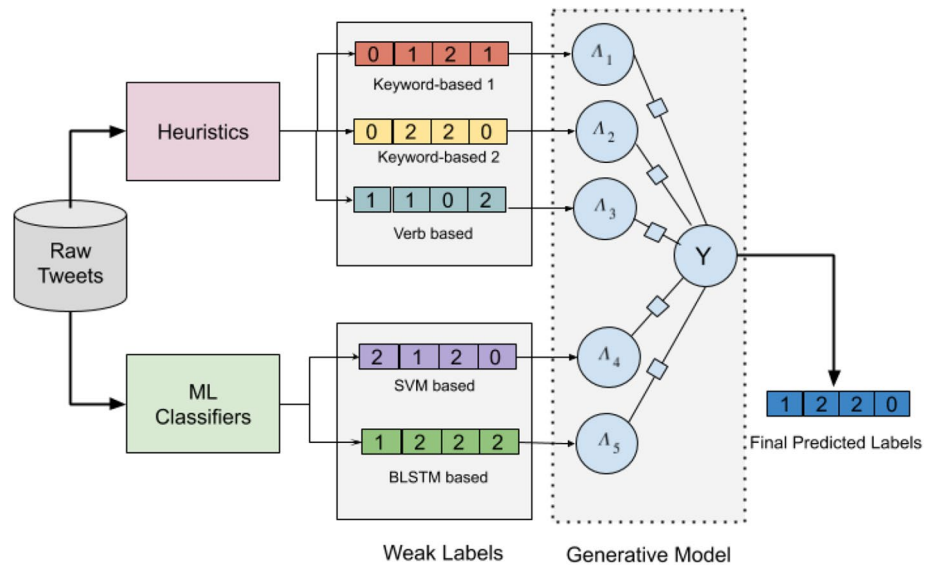 Raw
Tweets
Heuristics
ML
Classifiers
0 1 2 1
Keyword-based 1
0 2 2 0
Keyword-based 2
1 1 0 2
Verb based
2 1 2 0
SVM based
1 2 2 2
BLSTM based
Weak Labels
Λ1
Λ2
Λ3
Λ4
Λ5
Y
Generative Model
1 2 2 0
Final Predicted Labels